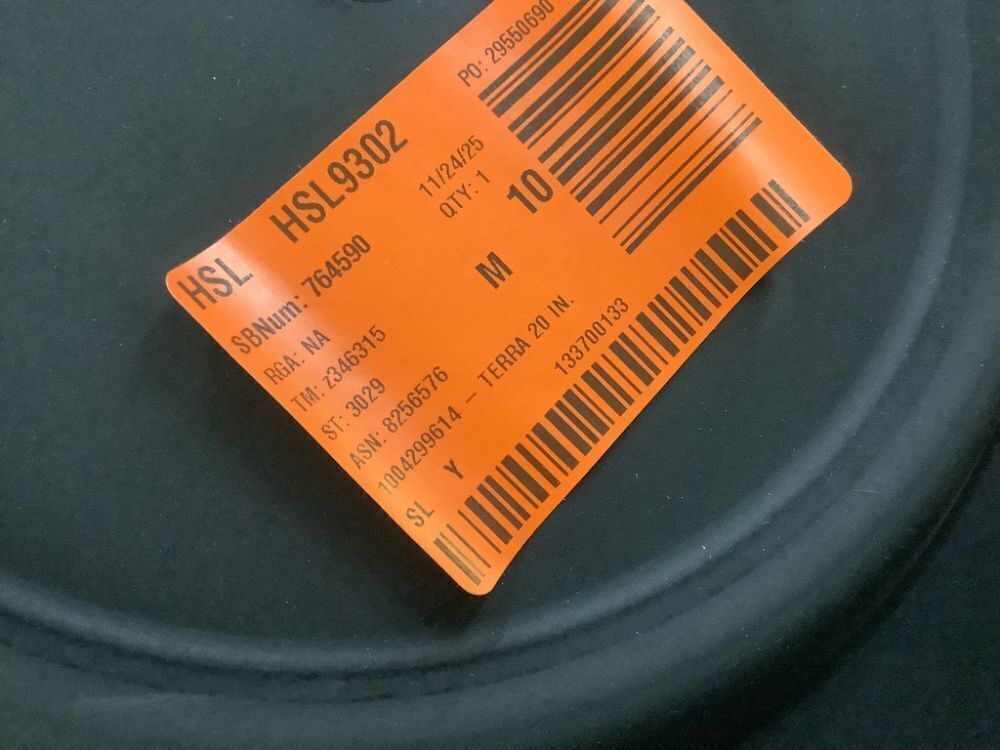 HSL HSL9302 PO: 29550690
SBNum: 764590 11/24/25
RGA: NA QTY: 1
TM: z346315 M 10
ST: 3029
ASN: 8256576
1004299614 - TERRA 20 IN.
SL Y 133700133